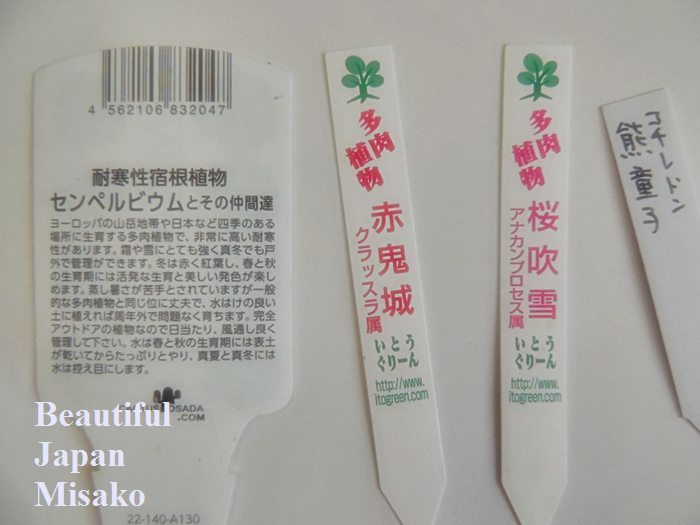 4 562106 832047
耐寒性宿根植物
センペルビウムとその仲間達
ヨーロッパの山岳地帯や日本など四季のある
場所に生育する多肉植物で、非常に高い耐寒
性があります。霜や雪にとても強く真冬でも戸
外で管理ができます。冬は赤く紅葉し、春と秋
の生育期には活発な生育と美しい発色が楽し
めます。蒸し暑さが苦手とされていますが一般
的な多肉植物と同じ位に丈夫で、水はけの良い
土に植えれば周年外で問題なく育ちます。完全
アウトドアの植物なので日当たり、風通し良く
管理して下さい。水は春と秋の生育期には表土
が乾いてからたっぷりとやり、真夏と真冬には
水は控え目にします。
.COM
22-140-A130
多肉植物
赤鬼城
クラッスラ属
いとうぐりーん
http://www.
itogreen.com
多肉植物
桜吹雪
アナカンプロセス属
いとうぐりーん
http://www.
itogreen.com
コチレドン
熊童子
Beautiful
Japan
Misako